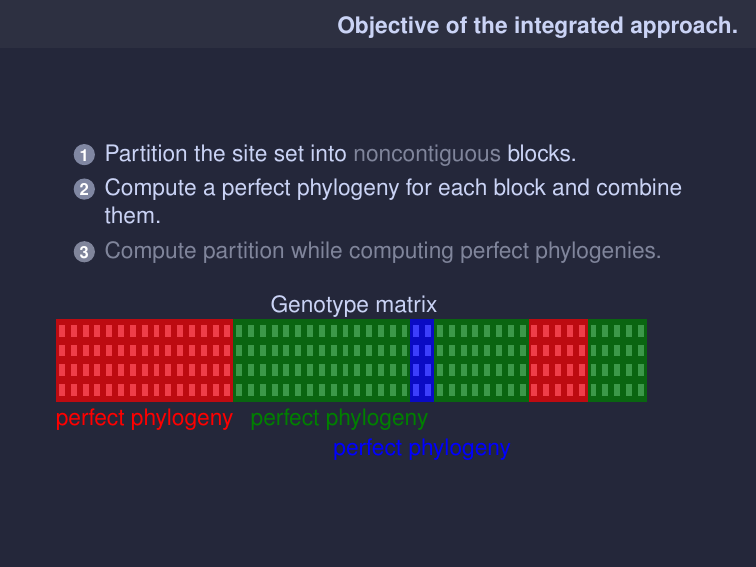 Objective of the integrated approach.
1 Partition the site set into noncontiguous blocks.
2 Compute a perfect phylogeny for each block and combine
them.
3 Compute partition while computing perfect phylogenies.
Genotype matrix
perfect phylogeny perfect phylogeny
perfect phylogeny